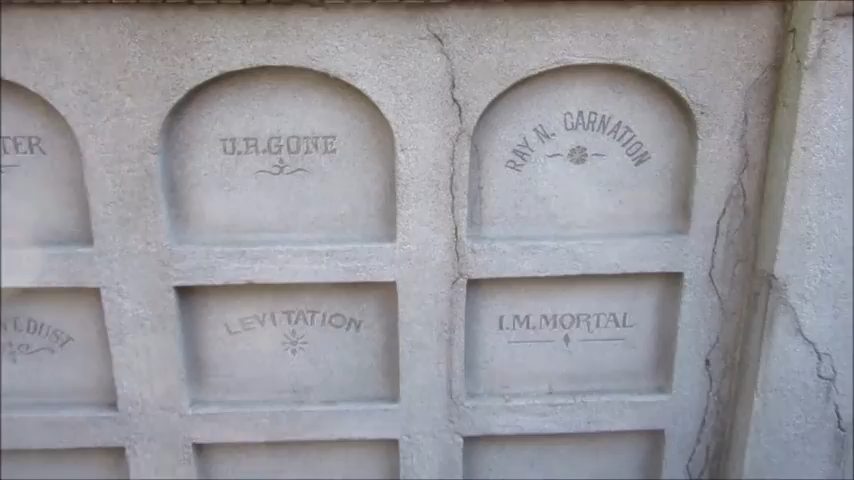 U.R. GONE
RAY N. CARNATION
LEVITATION
I.M. MORTAL